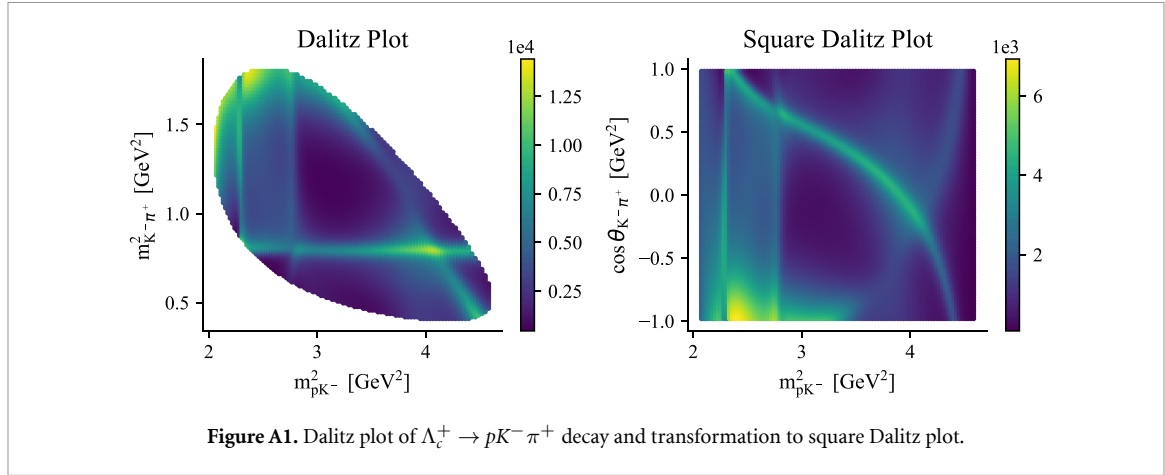 Dalitz Plot
1e4
1.5
1.0
0.5
m²K⁻π⁺ [GeV²]
2
3
4
m²pK⁻ [GeV²]
1.25
1.00
0.75
0.50
0.25
Square Dalitz Plot
1e3
1.0
0.5
0.0
−0.5
−1.0
cos θK⁻π⁺
2
3
4
m²pK⁻ [GeV²]
6
4
2
Figure A1. Dalitz plot of Λc⁺ → pK⁻π⁺ decay and transformation to square Dalitz plot.